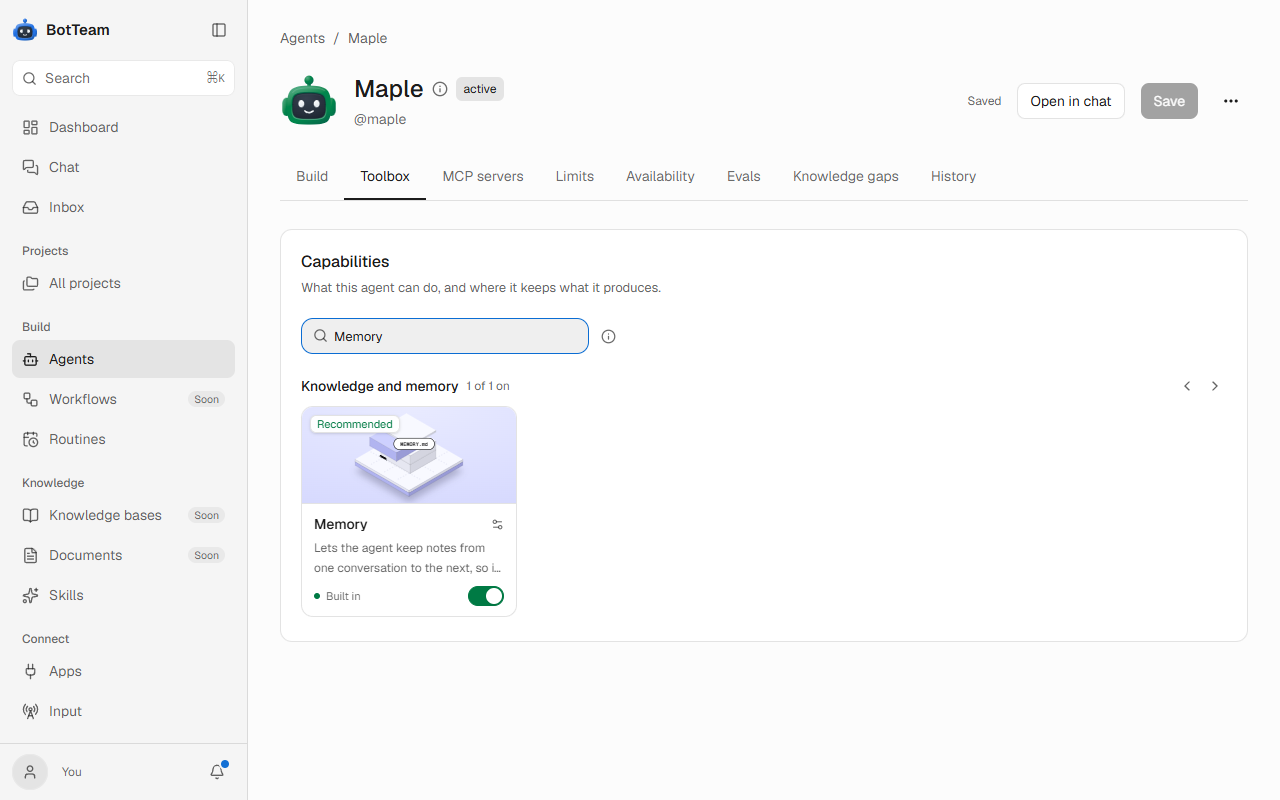 BotTeam
Search ⌘K
Dashboard
Chat
Inbox
Projects
All projects
Build
Agents
Workflows Soon
Routines
Knowledge
Knowledge bases Soon
Documents Soon
Skills
Connect
Apps
Input
You
Agents / Maple
Maple active
@maple
Saved Open in chat Save
Build Toolbox MCP servers Limits Availability Evals Knowledge gaps History
Capabilities
What this agent can do, and where it keeps what it produces.
Memory
Knowledge and memory 1 of 1 on
Recommended
MEMORY.md
Memory
Lets the agent keep notes from
one conversation to the next, so i...
Built in